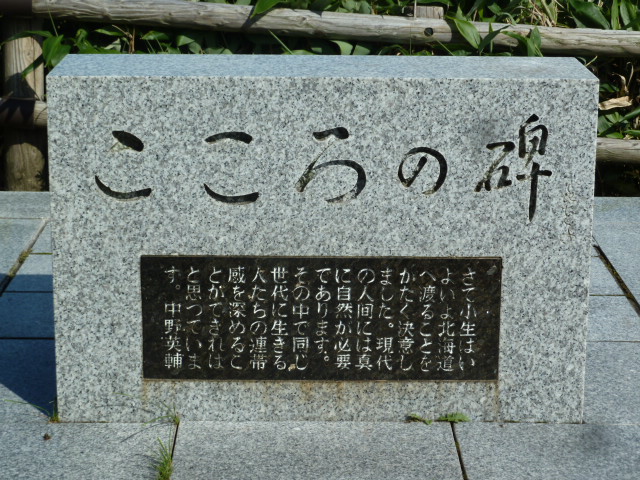 こころの碑
さて小生はい
よいよ北海道
へ渡ることを
かたく決意し
ました。現代
の人間には真
に自然が必要
であります。
その中で同じ
世代に生きる
人たちの連帯
感を深めるこ
とができれば
と思っていま
す。中野英輔